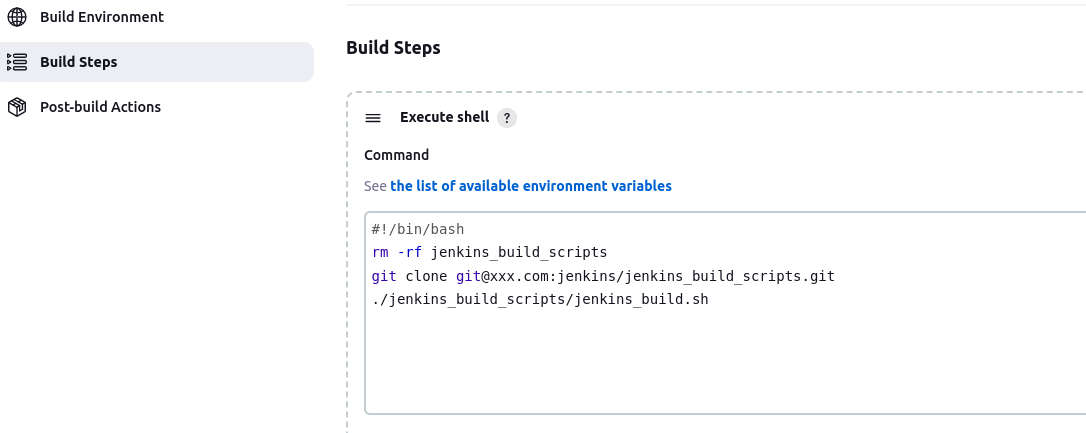 Build Environment
Build Steps
Post-build Actions
Build Steps
Execute shell ?
Command
See the list of available environment variables
#!/bin/bash
rm -rf jenkins_build_scripts
git clone git@xxx.com:jenkins/jenkins_build_scripts.git
./jenkins_build_scripts/jenkins_build.sh